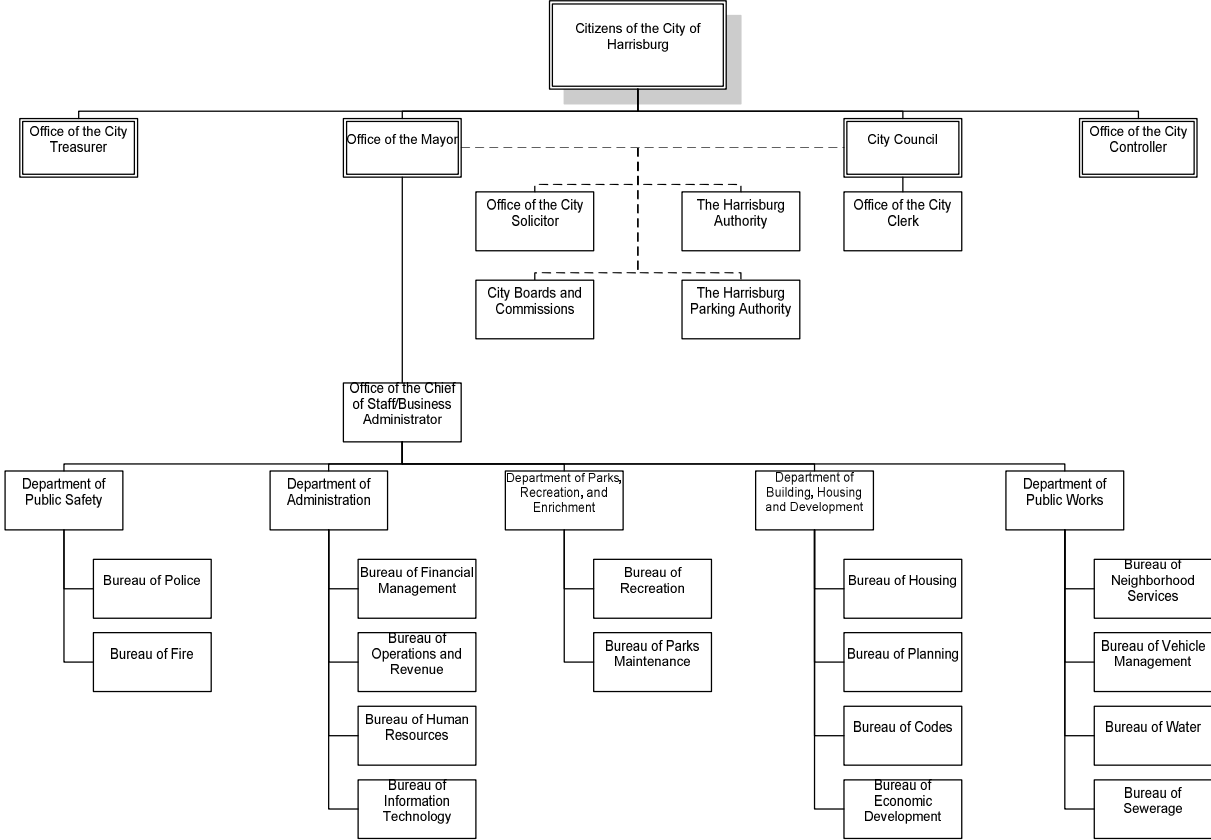 Citizens of the City of
Harrisburg
Office of the City
Treasurer
Office of the Mayor
City Council
Office of the City
Controller
Office of the City
Solicitor
The Harrisburg
Authority
Office of the City
Clerk
City Boards and
Commissions
The Harrisburg
Parking Authority
Office of the Chief
of Staff/Business
Administrator
Department of
Public Safety
Department of
Administration
Department of Parks,
Recreation, and
Enrichment
Department of
Building, Housing
and Development
Department of
Public Works
Bureau of Police
Bureau of Fire
Bureau of Financial
Management
Bureau of
Operations and
Revenue
Bureau of Human
Resources
Bureau of
Information
Technology
Bureau of
Recreation
Bureau of Parks
Maintenance
Bureau of Housing
Bureau of Planning
Bureau of Codes
Bureau of
Economic
Development
Bureau of
Neighborhood
Services
Bureau of Vehicle
Management
Bureau of Water
Bureau of
Sewerage